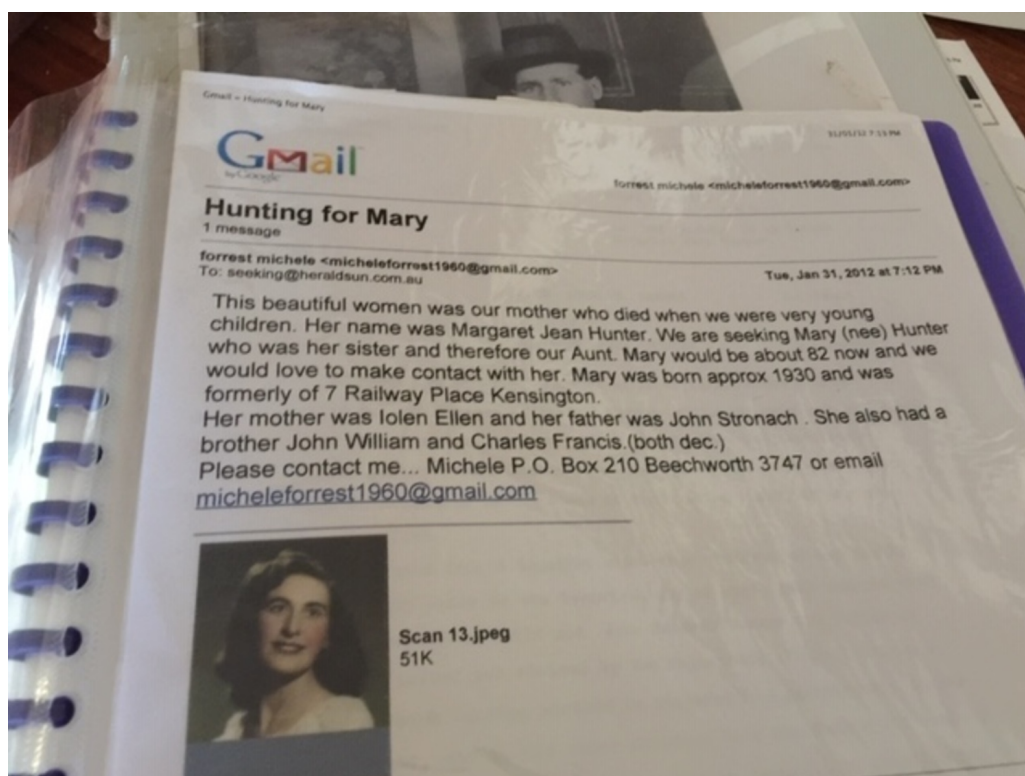 Gmail - Hunting for Mary
Gmail
by Google
forrest michele <micheleforrest1960@gmail.com>
Hunting for Mary
1 message
forrest michele <micheleforrest1960@gmail.com>
To: seeking@heraldsun.com.au
Tue, Jan 31, 2012 at 7:12 PM
This beautiful women was our mother who died when we were very young
children. Her name was Margaret Jean Hunter. We are seeking Mary (nee) Hunter
who was her sister and therefore our Aunt. Mary would be about 82 now and we
would love to make contact with her. Mary was born approx 1930 and was
formerly of 7 Railway Place Kensington.
Her mother was Iolen Ellen and her father was John Stronach . She also had a
brother John William and Charles Francis.(both dec.)
Please contact me... Michele P.O. Box 210 Beechworth 3747 or email
micheleforrest1960@gmail.com
Scan 13.jpeg
51K